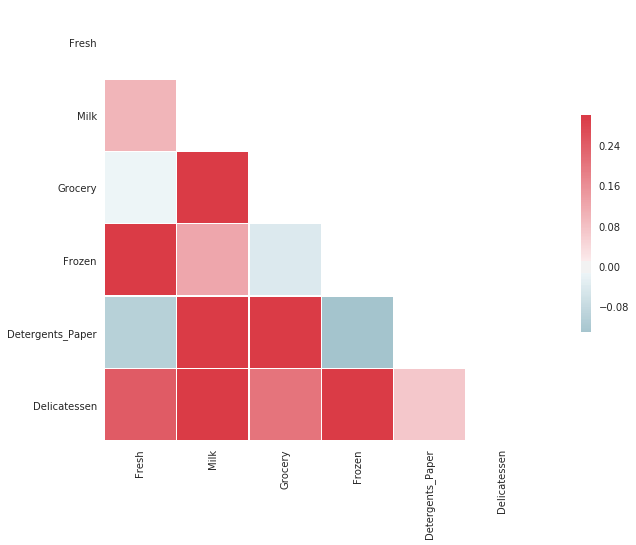 Fresh
Milk
Grocery
Frozen
Detergents_Paper
Delicatessen
0.24
0.16
0.08
0.00
−0.08
Fresh
Milk
Grocery
Frozen
Detergents_Paper
Delicatessen